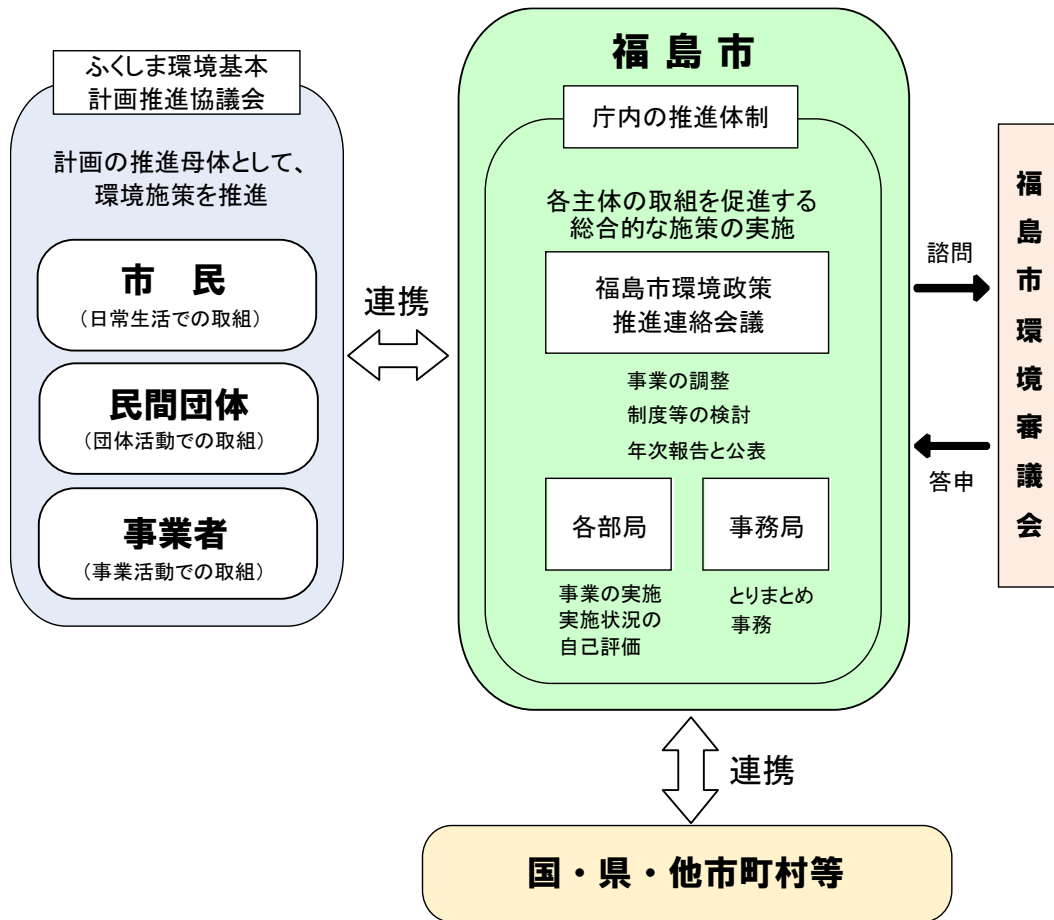 ふくしま環境基本
計画推進協議会
計画の推進母体として、
環境施策を推進
市　民
（日常生活での取組）
民間団体
（団体活動での取組）
事業者
（事業活動での取組）
連携
福 島 市
庁内の推進体制
各主体の取組を促進する
総合的な施策の実施
福島市環境政策
推進連絡会議
事業の調整
制度等の検討
年次報告と公表
各部局
事業の実施
実施状況の
自己評価
事務局
とりまとめ
事務
諮問
答申
福島市環境審議会
連携
国・県・他市町村等